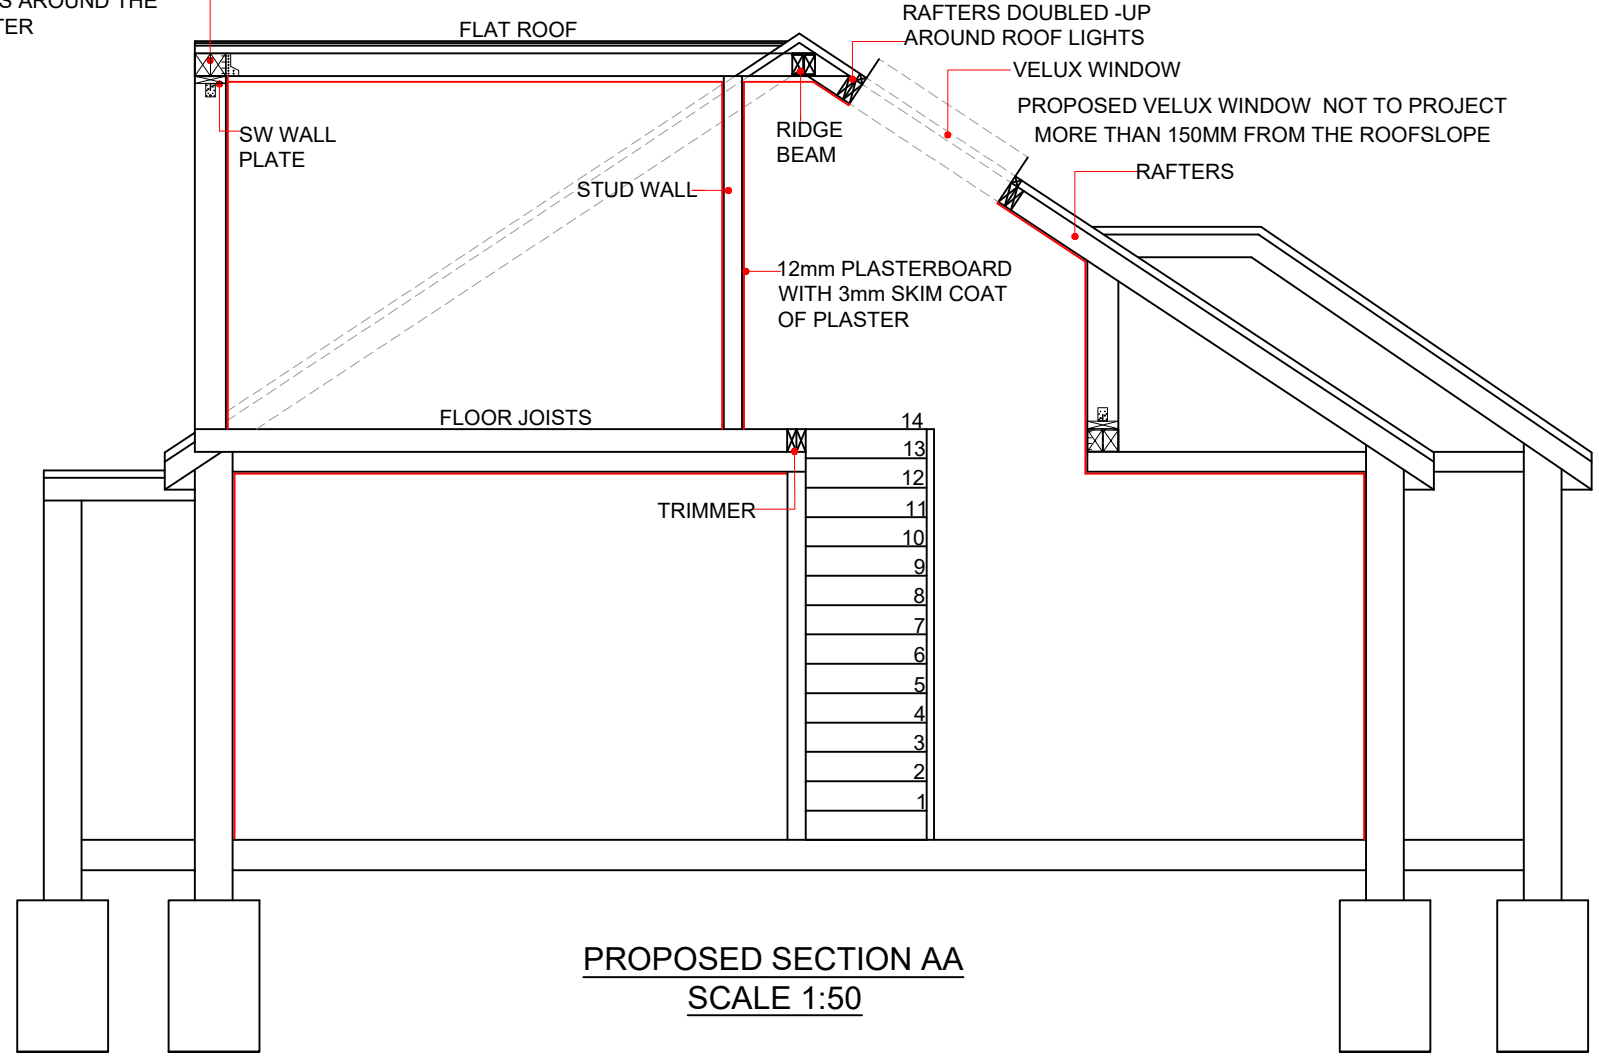 AROUND THE
FLAT ROOF
RAFTERS DOUBLED -UP
AROUND ROOF LIGHTS
VELUX WINDOW
PROPOSED VELUX WINDOW NOT TO PROJECT
MORE THAN 150MM FROM THE ROOFSLOPE
RAFTERS
SW WALL
PLATE
RIDGE
BEAM
STUD WALL
12mm PLASTERBOARD
WITH 3mm SKIM COAT
OF PLASTER
FLOOR JOISTS
TRIMMER
14
13
12
11
10
9
8
7
6
5
4
3
2
1
PROPOSED SECTION AA
SCALE 1:50